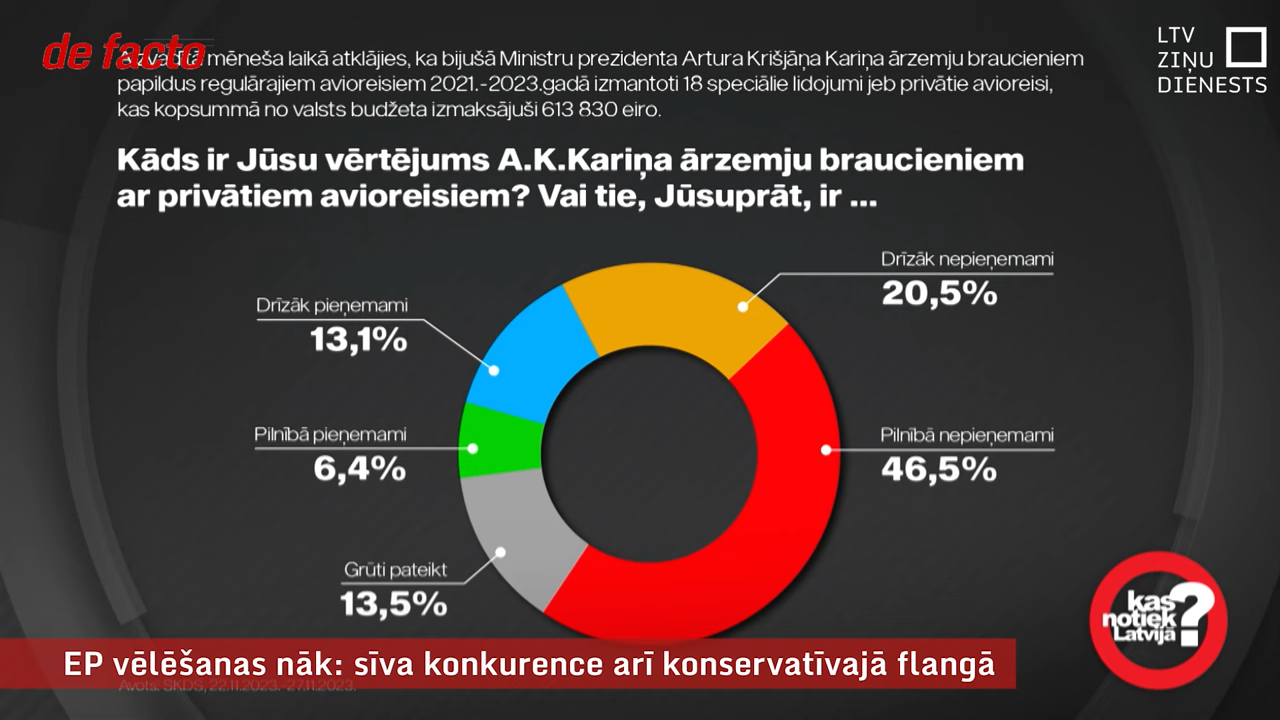 de facto
LTV
ZIŅU
DIENESTS
Aizvadītā mēneša laikā atklājies, ka bijušā Ministru prezidenta Artura Krišjāņa Kariņa ārzemju braucieniem
papildus regulārajiem avioreisiem 2021.-2023.gadā izmantoti 18 speciālie lidojumi jeb privātie avioreisi,
kas kopsummā no valsts budžeta izmaksājuši 613 830 eiro.
Kāds ir Jūsu vērtējums A.K.Kariņa ārzemju braucieniem
ar privātiem avioreisiem? Vai tie, Jūsuprāt, ir ...
Drīzāk nepieņemami
20,5%
Drīzāk pieņemami
13,1%
Pilnībā pieņemami
6,4%
Pilnībā nepieņemami
46,5%
Grūti pateikt
13,5%
kas
notiek
Latvijā
?
EP vēlēšanas nāk: sīva konkurence arī konservatīvajā flangā
Avots: SKDS, 22.11.2023.-27.11.2023.